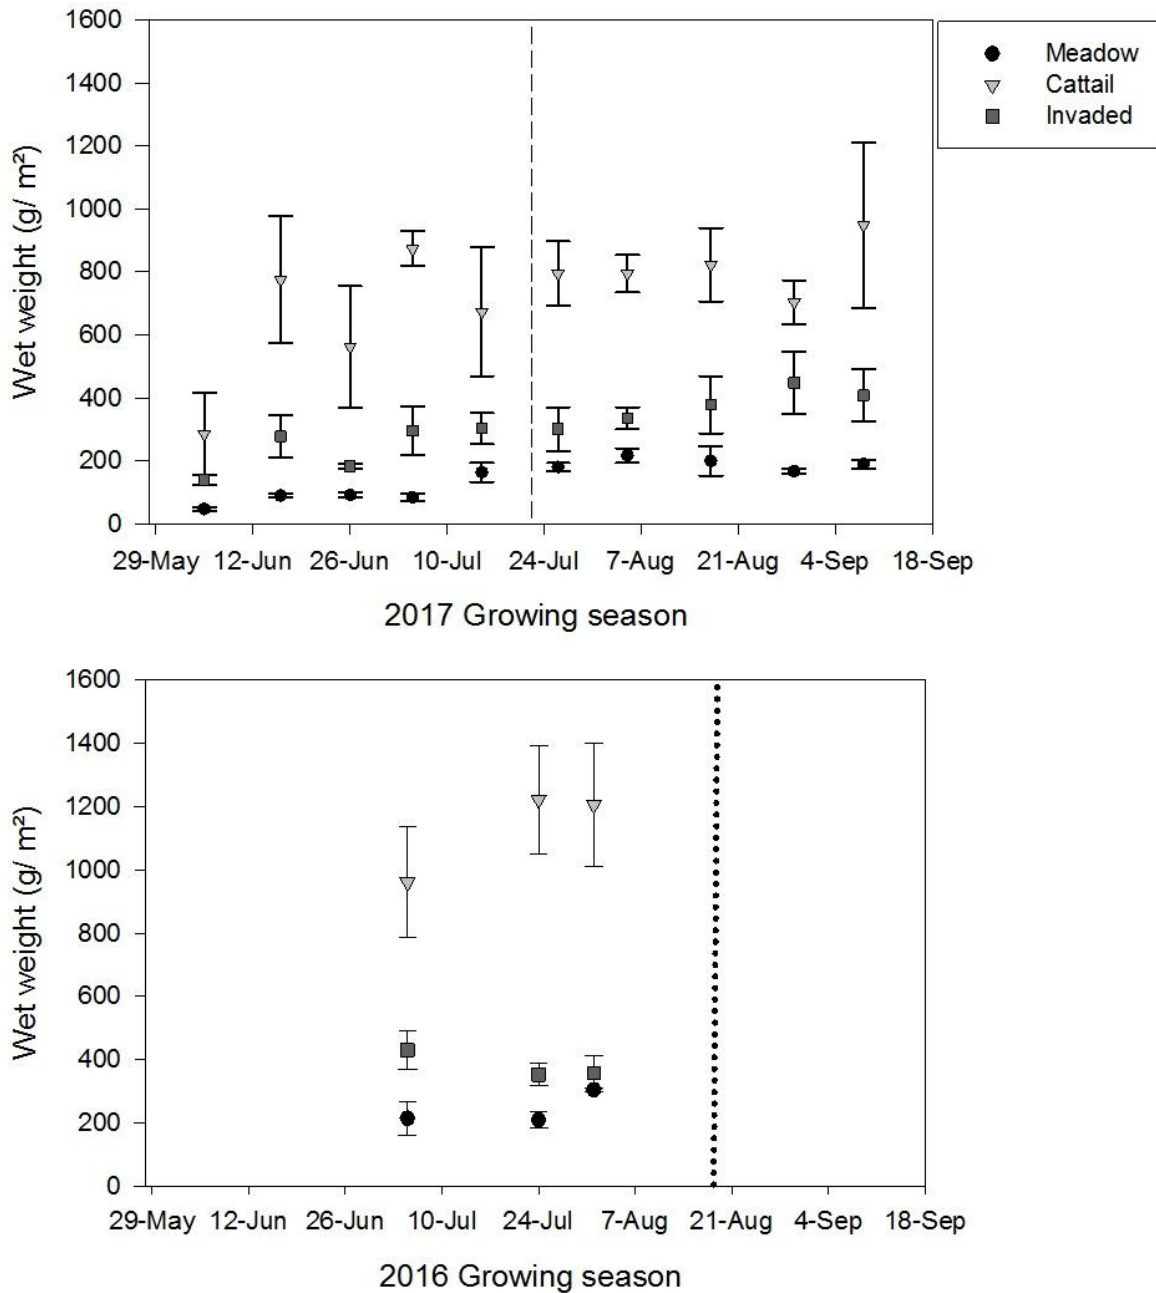 1600
1400
1200
1000
800
600
400
200
0
Wet weight (g/ m²)
Meadow
Cattail
Invaded
29-May 12-Jun 26-Jun 10-Jul 24-Jul 7-Aug 21-Aug 4-Sep 18-Sep
2017 Growing season
1600
1400
1200
1000
800
600
400
200
0
Wet weight (g/ m²)
29-May 12-Jun 26-Jun 10-Jul 24-Jul 7-Aug 21-Aug 4-Sep 18-Sep
2016 Growing season